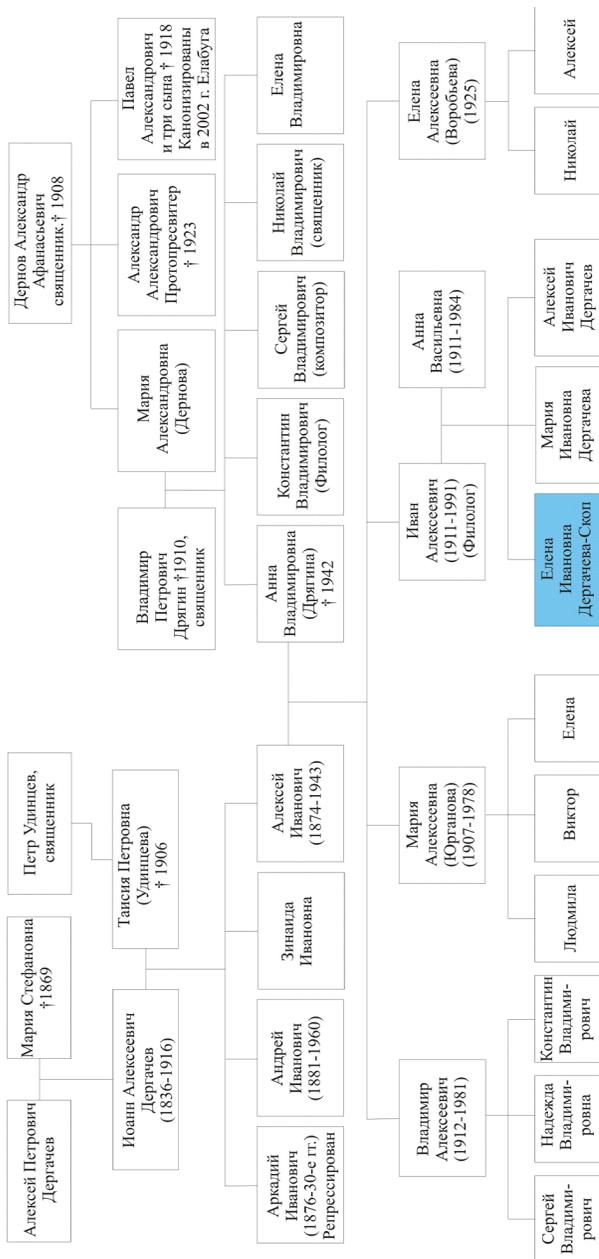 Алексей Петрович
Дергачев
Мария Стефановна
†1869
Петр Удинцев,
священник
Дернов Александр
Афанасьевич
священник.† 1908
Иоанн Алексеевич
Дергачев
(1836-1916)
Таисия Петровна
(Удинцева)
† 1906
Владимир
Петрович
Дрягин †1910,
священник
Мария
Александровна
(Дернова)
Александр
Александрович
Протопресвитер
† 1923
Павел
Александрович
и три сына † 1918
Канонизированы
в 2002 г. Елабуга
Аркадий
Иванович
(1876-30-е гг.)
Репрессирован
Андрей
Иванович
(1881-1960)
Зинаида
Ивановна
Алексей
Иванович
(1874-1943)
Анна
Владимировна
(Дрягина)
† 1942
Константин
Владимирович
(Филолог)
Сергей
Владимирович
(композитор)
Николай
Владимирович
(священник)
Елена
Владимировна
Владимир
Алексеевич
(1912-1981)
Мария
Алексеевна
(Юрганова)
(1907-1978)
Иван
Алексеевич
(1911-1991)
(Филолог)
Анна
Васильевна
(1911-1984)
Елена
Алексеевна
(Воробьева)
(1925)
Сергей
Владими-
рович
Надежда
Владими-
ровна
Константин
Владими-
рович
Людмила
Виктор
Елена
Елена
Ивановна
Дергачева-Скоп
Мария
Ивановна
Дергачева
Алексей
Иванович
Дергачев
Николай
Алексей